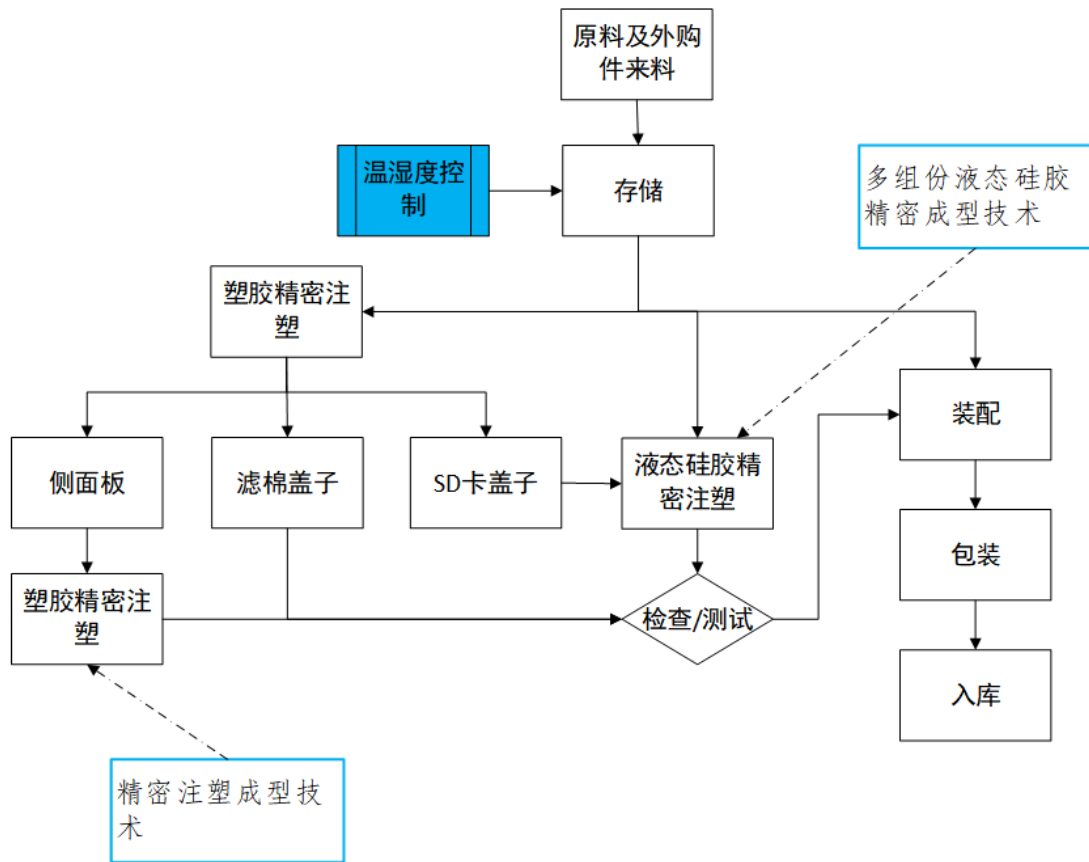 原料及外购
件来料
温湿度控
制
存储
多组份液态硅胶
精密成型技术
塑胶精密注
塑
装配
侧面板
滤棉盖子
SD卡盖子
液态硅胶精
密注塑
包装
塑胶精密注
塑
检查/测试
入库
精密注塑成型技
术